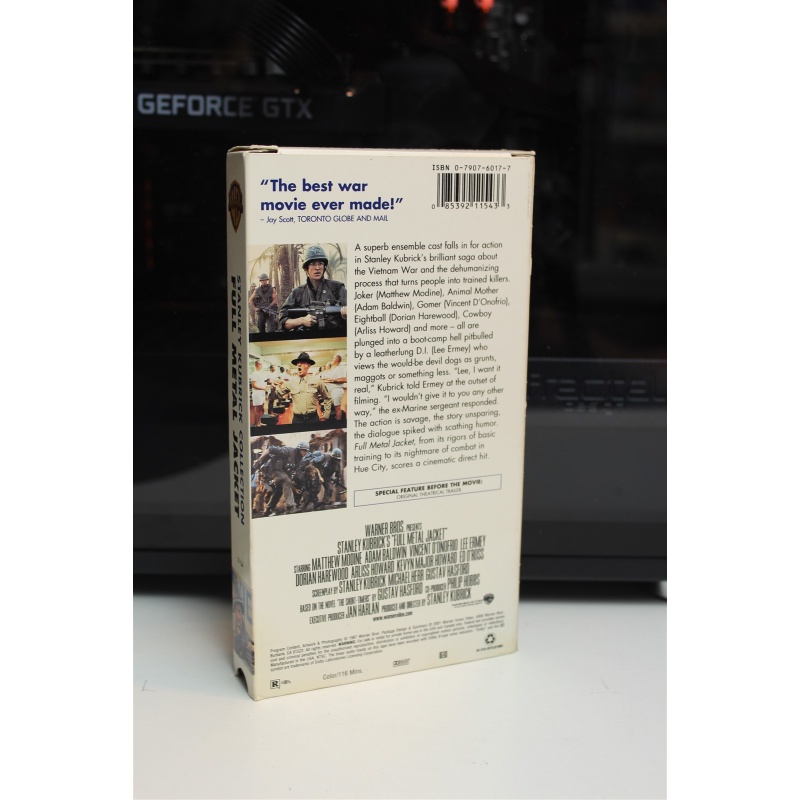 GEFORCE GTX
STANLEY KUBRICK COLLECTION
FULL METAL JACKET
ISBN 0-7907-6017-7
0 85392 11543 3
“The best war
movie ever made!”
– Jay Scott, TORONTO GLOBE AND MAIL
A superb ensemble cast falls in for action
in Stanley Kubrick's brilliant saga about
the Vietnam War and the dehumanizing
process that turns people into trained killers.
Joker (Matthew Modine), Animal Mother
(Adam Baldwin), Gomer (Vincent D'Onofrio),
Eightball (Dorian Harewood), Cowboy
(Arliss Howard) and more – all are
plunged into a boot-camp hell pitbulled
by a leatherlung D.I. (Lee Ermey) who
views the would-be devil dogs as grunts,
maggots or something less. “Lee, I want it
real,” Kubrick told Ermey at the outset of
filming. “I wouldn't give it to you any other
way,” the ex-Marine sergeant responded.
The action is savage, the story unsparing,
the dialogue spiked with scathing humor.
Full Metal Jacket, from its rigors of basic
training to its nightmare of combat in
Hue City, scores a cinematic direct hit.
SPECIAL FEATURE BEFORE THE MOVIE:
ORIGINAL THEATRICAL TRAILER
WARNER BROS. PRESENTS
STANLEY KUBRICK'S “FULL METAL JACKET”
STARRING MATTHEW MODINE ADAM BALDWIN VINCENT D'ONOFRIO LEE ERMEY
DORIAN HAREWOOD ARLISS HOWARD KEVYN MAJOR HOWARD ED O'ROSS
SCREENPLAY BY STANLEY KUBRICK MICHAEL HERR GUSTAV HASFORD
BASED ON THE NOVEL “THE SHORT-TIMERS” BY GUSTAV HASFORD CO-PRODUCER PHILIP HOBBS
EXECUTIVE PRODUCER JAN HARLAN PRODUCED AND DIRECTED BY STANLEY KUBRICK
www.warnervideo.com
R
Color/116 Mins.
Fractal